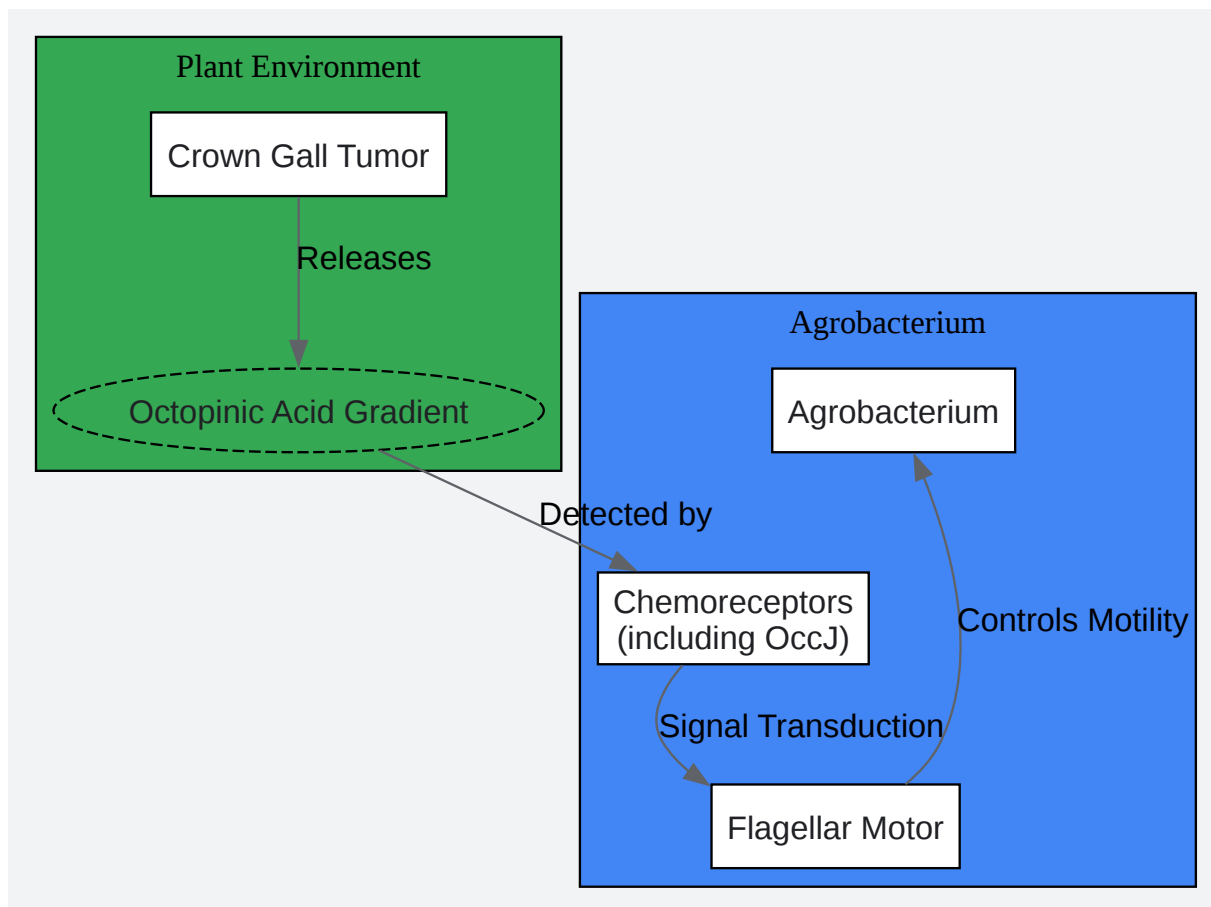 Plant Environment
Crown Gall Tumor
Releases
Octopinic Acid Gradient
Agrobacterium
Agrobacterium
Detected by
Chemoreceptors
(including OccJ)
Controls Motility
Signal Transduction
Flagellar Motor